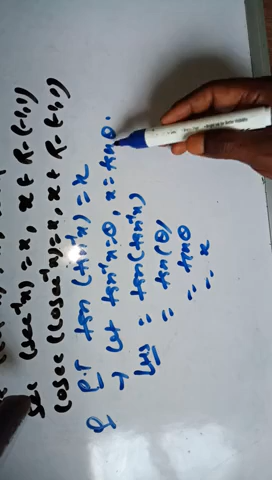 sec (sec⁻¹x) = x, x ∈ R-(-1,1)
cosec (cosec⁻¹x) = x, x ∈ R-(-1,1)
Q P.T tan (tan⁻¹x) = x
→ Let tan⁻¹x = θ, x = tan θ.
LHS = tan(tan⁻¹x)
= tan(θ)
= tanθ
= x